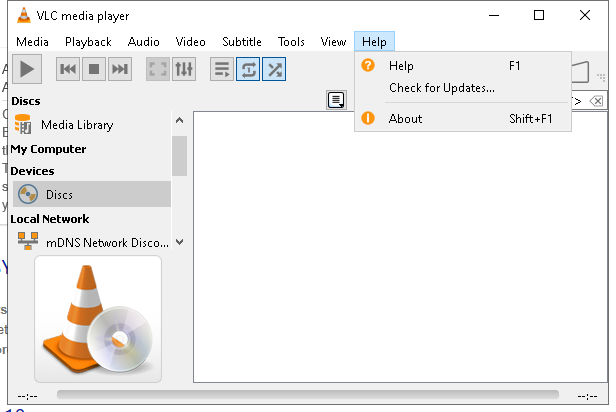 VLC media player
Media Playback Audio Video Subtitle Tools View Help
Help F1
Check for Updates...
About Shift+F1
Discs
Media Library
My Computer
Devices
Discs
Local Network
mDNS Network Disco...
--:-- --:--